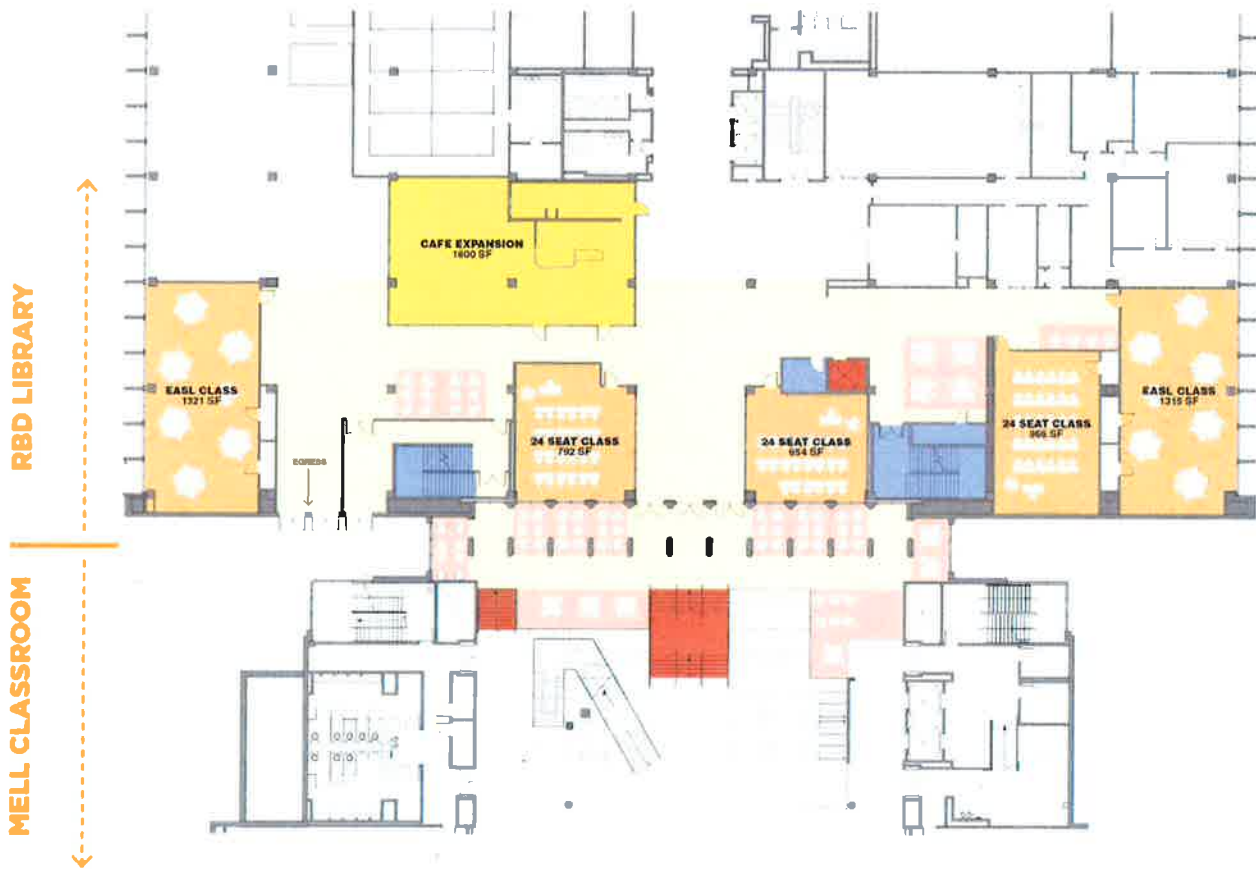 CAFE EXPANSION
1600 SF
RBD LIBRARY
EASL CLASS
1321 SF
EASL CLASS
1315 SF
24 SEAT CLASS
792 SF
24 SEAT CLASS
954 SF
24 SEAT CLASS
966 SF
EGRESS
MELL CLASSROOM